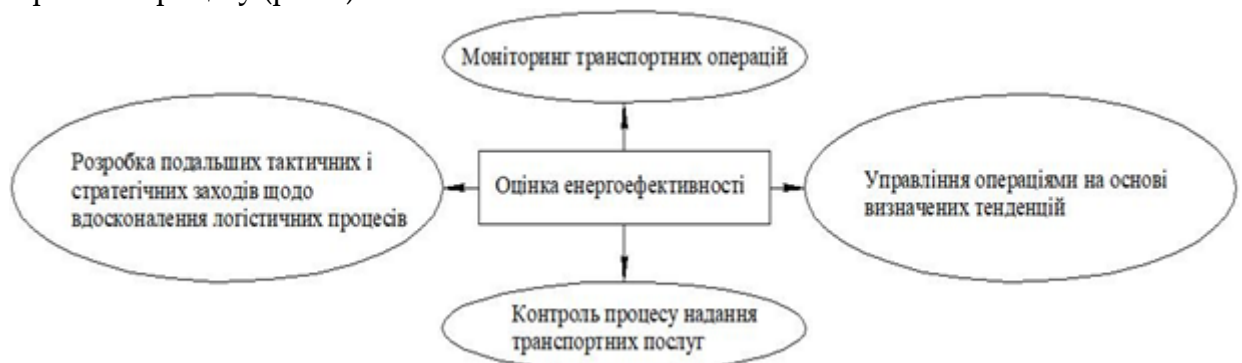 Моніторинг транспортних операцій
Розробка подальших тактичних і
стратегічних заходів щодо
вдосконалення логістичних процесів
Оцінка енергоефективності
Управління операціями на основі
визначених тенденцій
Контроль процесу надання
транспортних послуг